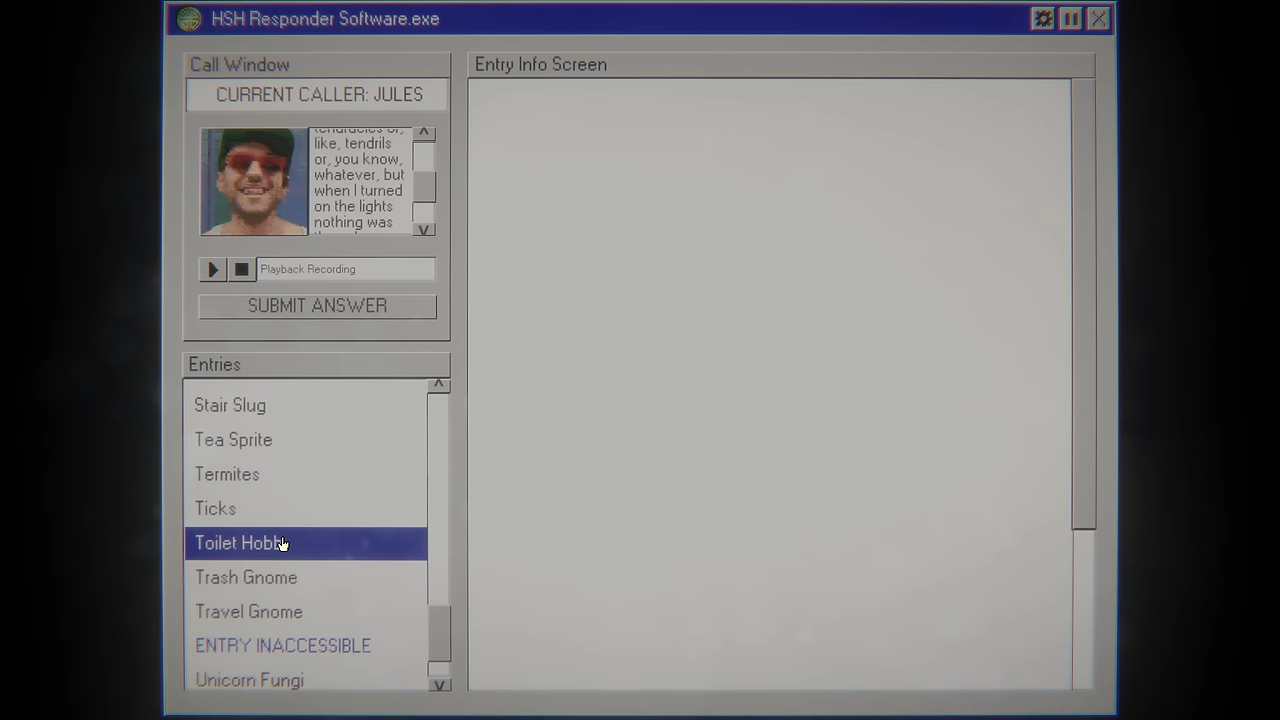 HSH Responder Software.exe
Call Window
CURRENT CALLER: JULES
like, tendrils
or, you know,
whatever, but
when I turned
on the lights
nothing was
Playback Recording
SUBMIT ANSWER
Entries
Stair Slug
Tea Sprite
Termites
Ticks
Toilet
Trash Gnome
Travel Gnome
ENTRY INACCESSIBLE
Unicorn Fungi
Entry Info Screen